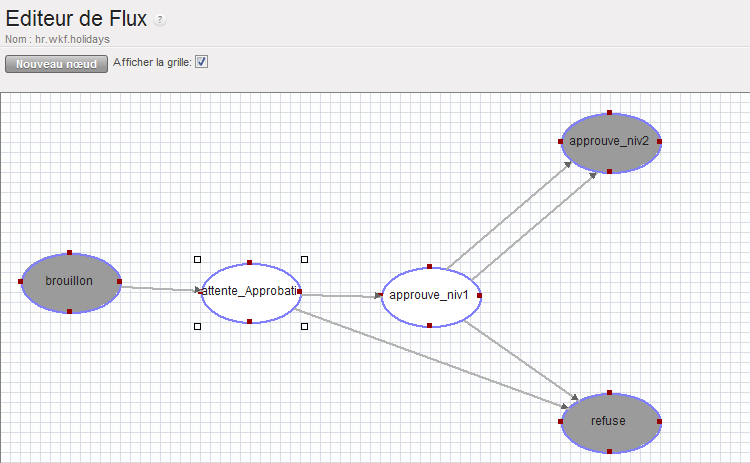 Editeur de Flux ?
Nom : hr.wkf.holidays
Nouveau nœud Afficher la grille:
approuve_niv2
brouillon
attente_Approbati
approuve_niv1
refuse